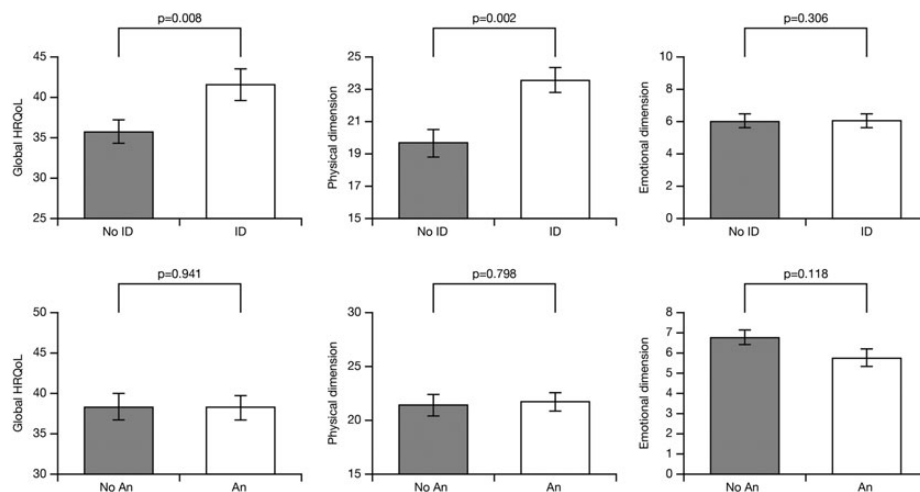 p=0.008
Global HRQoL
45
40
35
30
25
No ID
ID
p=0.002
Physical dimension
25
23
21
19
17
15
No ID
ID
p=0.306
Emotional dimension
10
8
6
4
2
0
No ID
ID
p=0.941
Global HRQoL
50
45
40
35
30
No An
An
p=0.798
Physical dimension
30
25
20
15
No An
An
p=0.118
Emotional dimension
8
7
6
5
4
3
2
1
0
No An
An